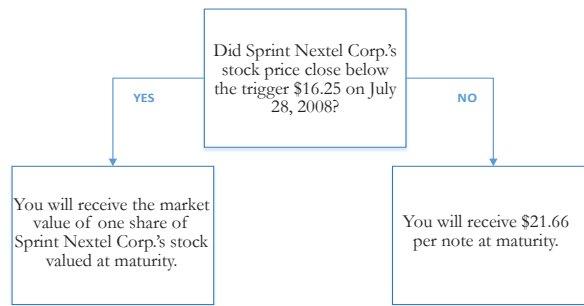 Did Sprint Nextel Corp.'s
stock price close below
the trigger $16.25 on July
28, 2008?
YES
NO
You will receive the market
value of one share of
Sprint Nextel Corp.'s stock
valued at maturity.
You will receive $21.66
per note at maturity.